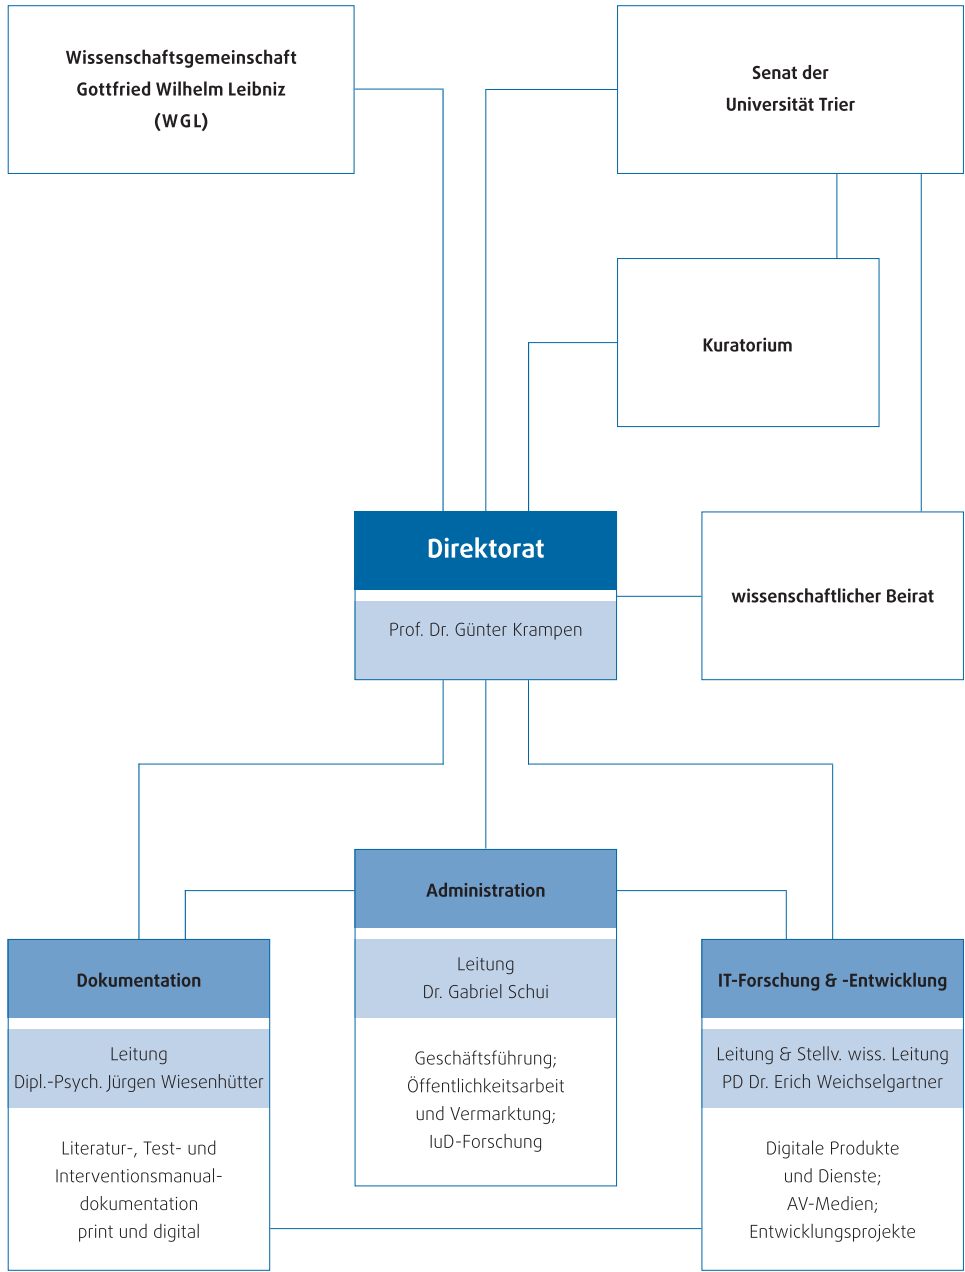 Wissenschaftsgemeinschaft
Gottfried Wilhelm Leibniz
(WGL)
Senat der
Universität Trier
Kuratorium
Direktorat
Prof. Dr. Günter Krampen
wissenschaftlicher Beirat
Administration
Leitung
Dr. Gabriel Schui
Geschäftsführung;
Öffentlichkeitsarbeit
und Vermarktung;
IuD-Forschung
Dokumentation
Leitung
Dipl.-Psych. Jürgen Wiesenhütter
Literatur-, Test- und
Interventionsmanual-
dokumentation
print und digital
IT-Forschung & -Entwicklung
Leitung & Stellv. wiss. Leitung
PD Dr. Erich Weichselgartner
Digitale Produkte
und Dienste;
AV-Medien;
Entwicklungsprojekte